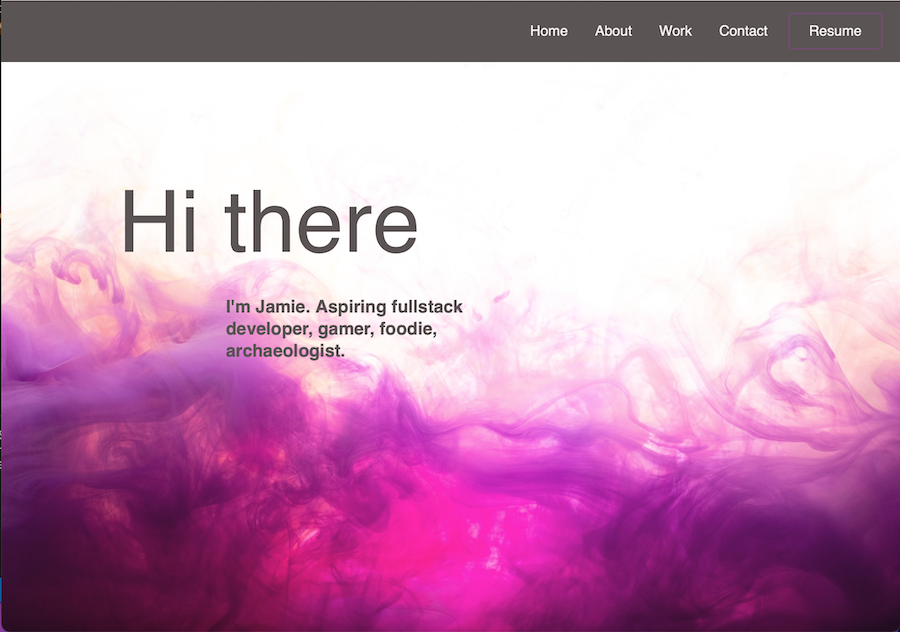 Home About Work Contact Resume
Hi there
I'm Jamie. Aspiring fullstack
developer, gamer, foodie,
archaeologist.